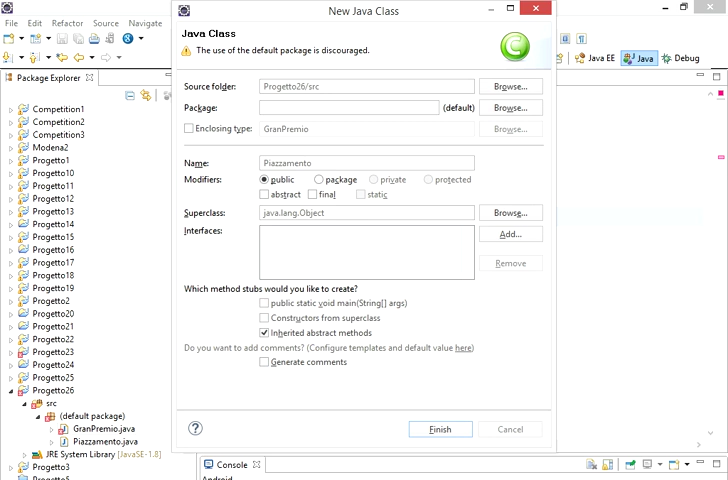 New Java Class
File Edit Refactor Source Navigate
Java EE Java Debug
Package Explorer
Competition1
Competition2
Competition3
Modena2
Progetto1
Progetto10
Progetto11
Progetto12
Progetto13
Progetto14
Progetto15
Progetto16
Progetto17
Progetto18
Progetto19
Progetto2
Progetto20
Progetto21
Progetto22
Progetto23
Progetto24
Progetto25
Progetto26
src
(default package)
GranPremio.java
Piazzamento.java
JRE System Library [JavaSE-1.8]
Progetto3
Java Class
The use of the default package is discouraged.
Source folder: Progetto26/src Browse...
Package: (default) Browse...
Enclosing type: GranPremio Browse...
Name: Piazzamento
Modifiers: public package private protected
abstract final static
Superclass: java.lang.Object Browse...
Interfaces: Add...
Remove
Which method stubs would you like to create?
public static void main(String[] args)
Constructors from superclass
Inherited abstract methods
Do you want to add comments? (Configure templates and default value here)
Generate comments
? Finish Cancel
Console
Android